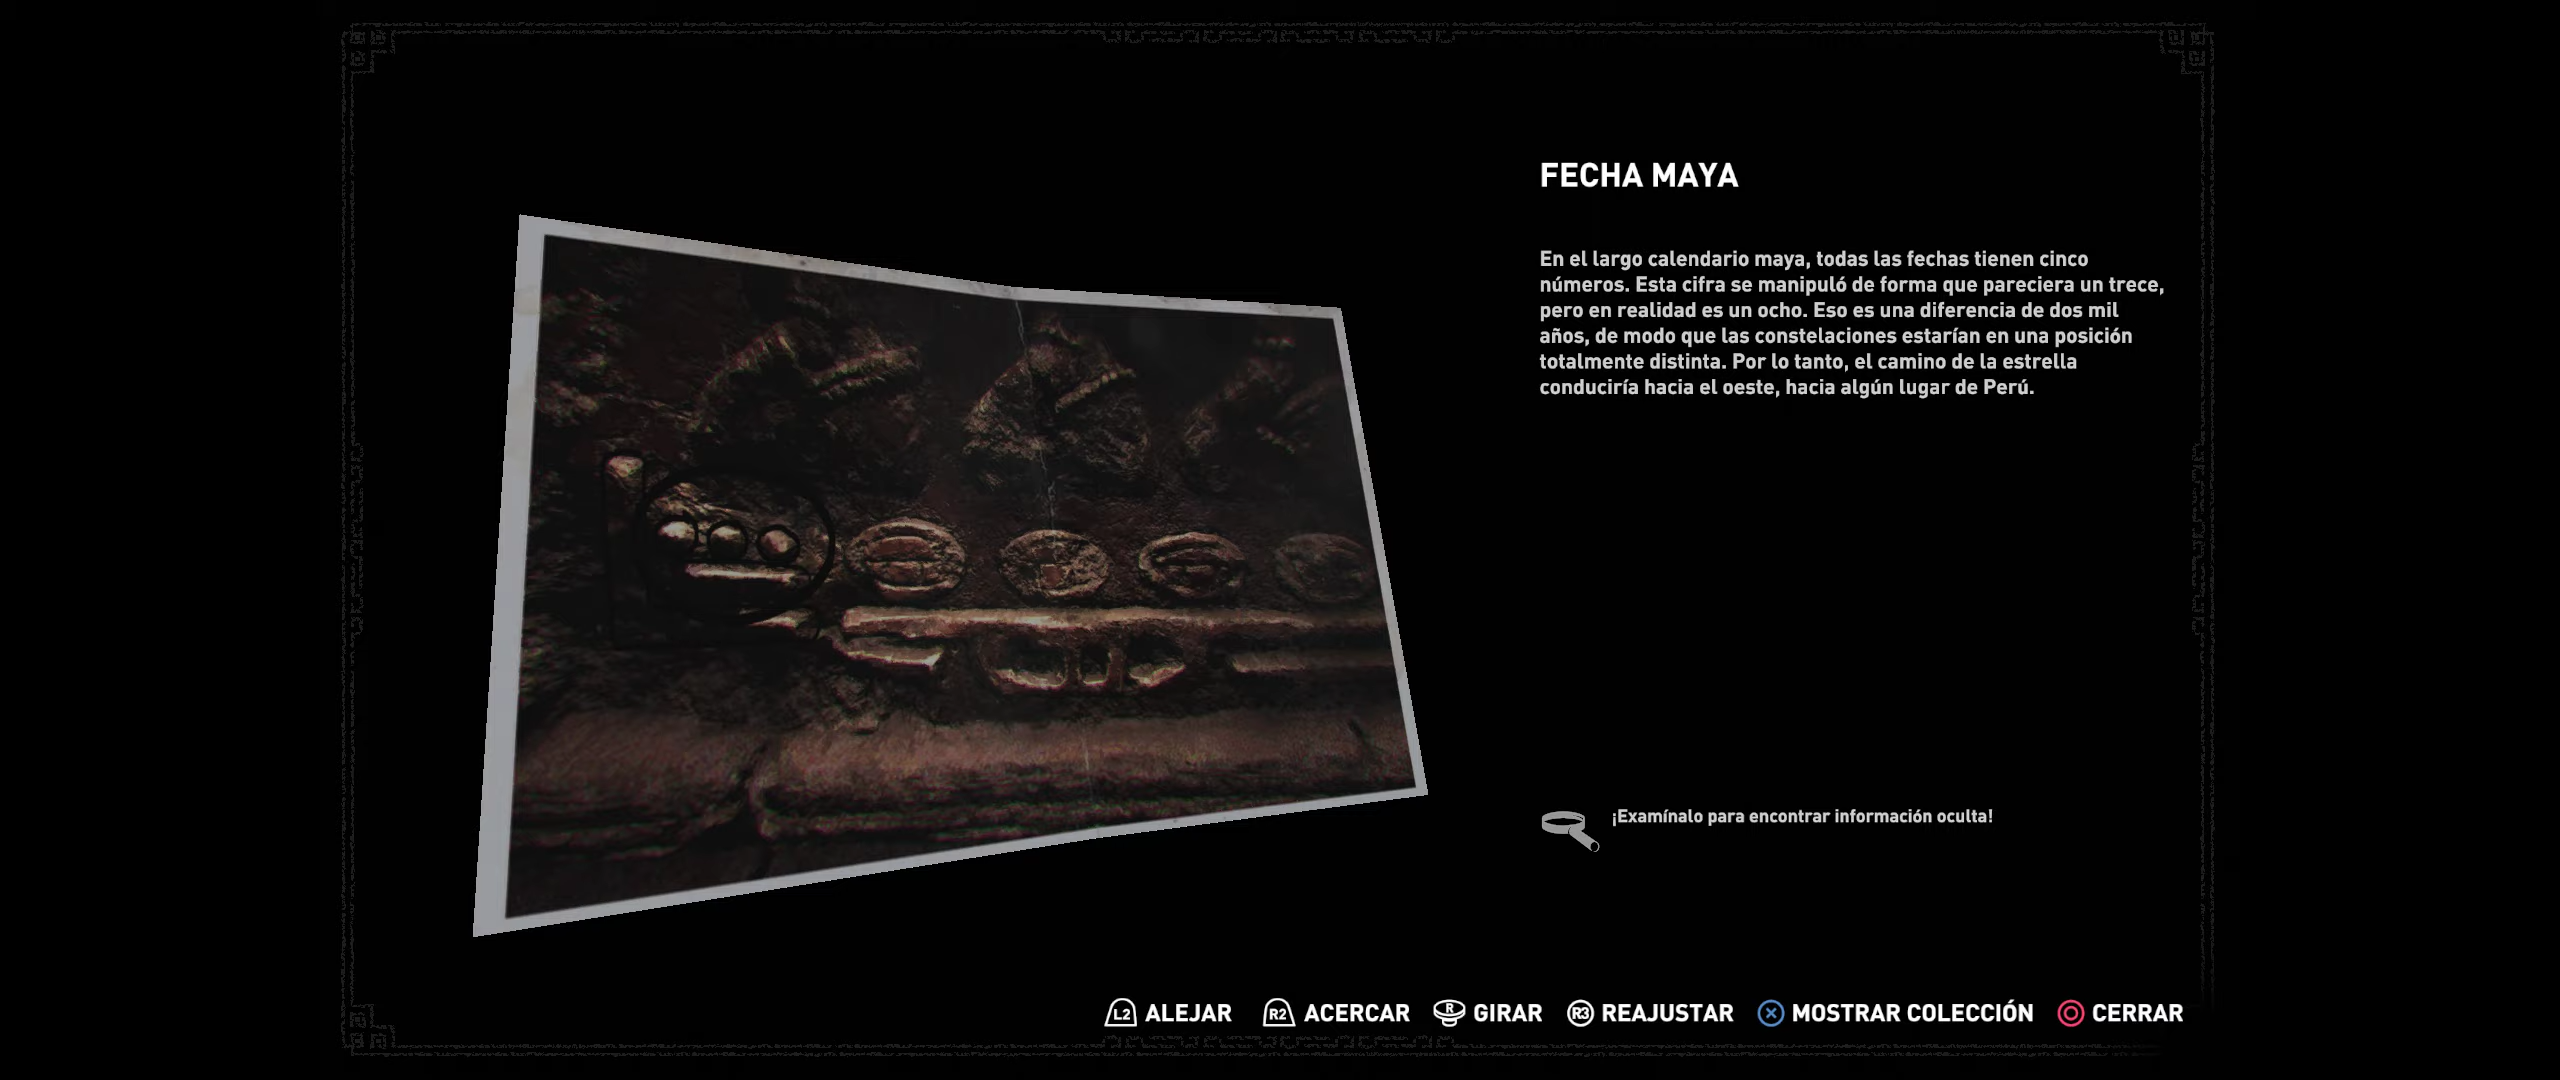 FECHA MAYA
En el largo calendario maya, todas las fechas tienen cinco
números. Esta cifra se manipuló de forma que pareciera un trece,
pero en realidad es un ocho. Eso es una diferencia de dos mil
años, de modo que las constelaciones estarían en una posición
totalmente distinta. Por lo tanto, el camino de la estrella
conduciría hacia el oeste, hacia algún lugar de Perú.
¡Examínalo para encontrar información oculta!
L2 ALEJAR R2 ACERCAR R GIRAR R3 REAJUSTAR MOSTRAR COLECCIÓN CERRAR